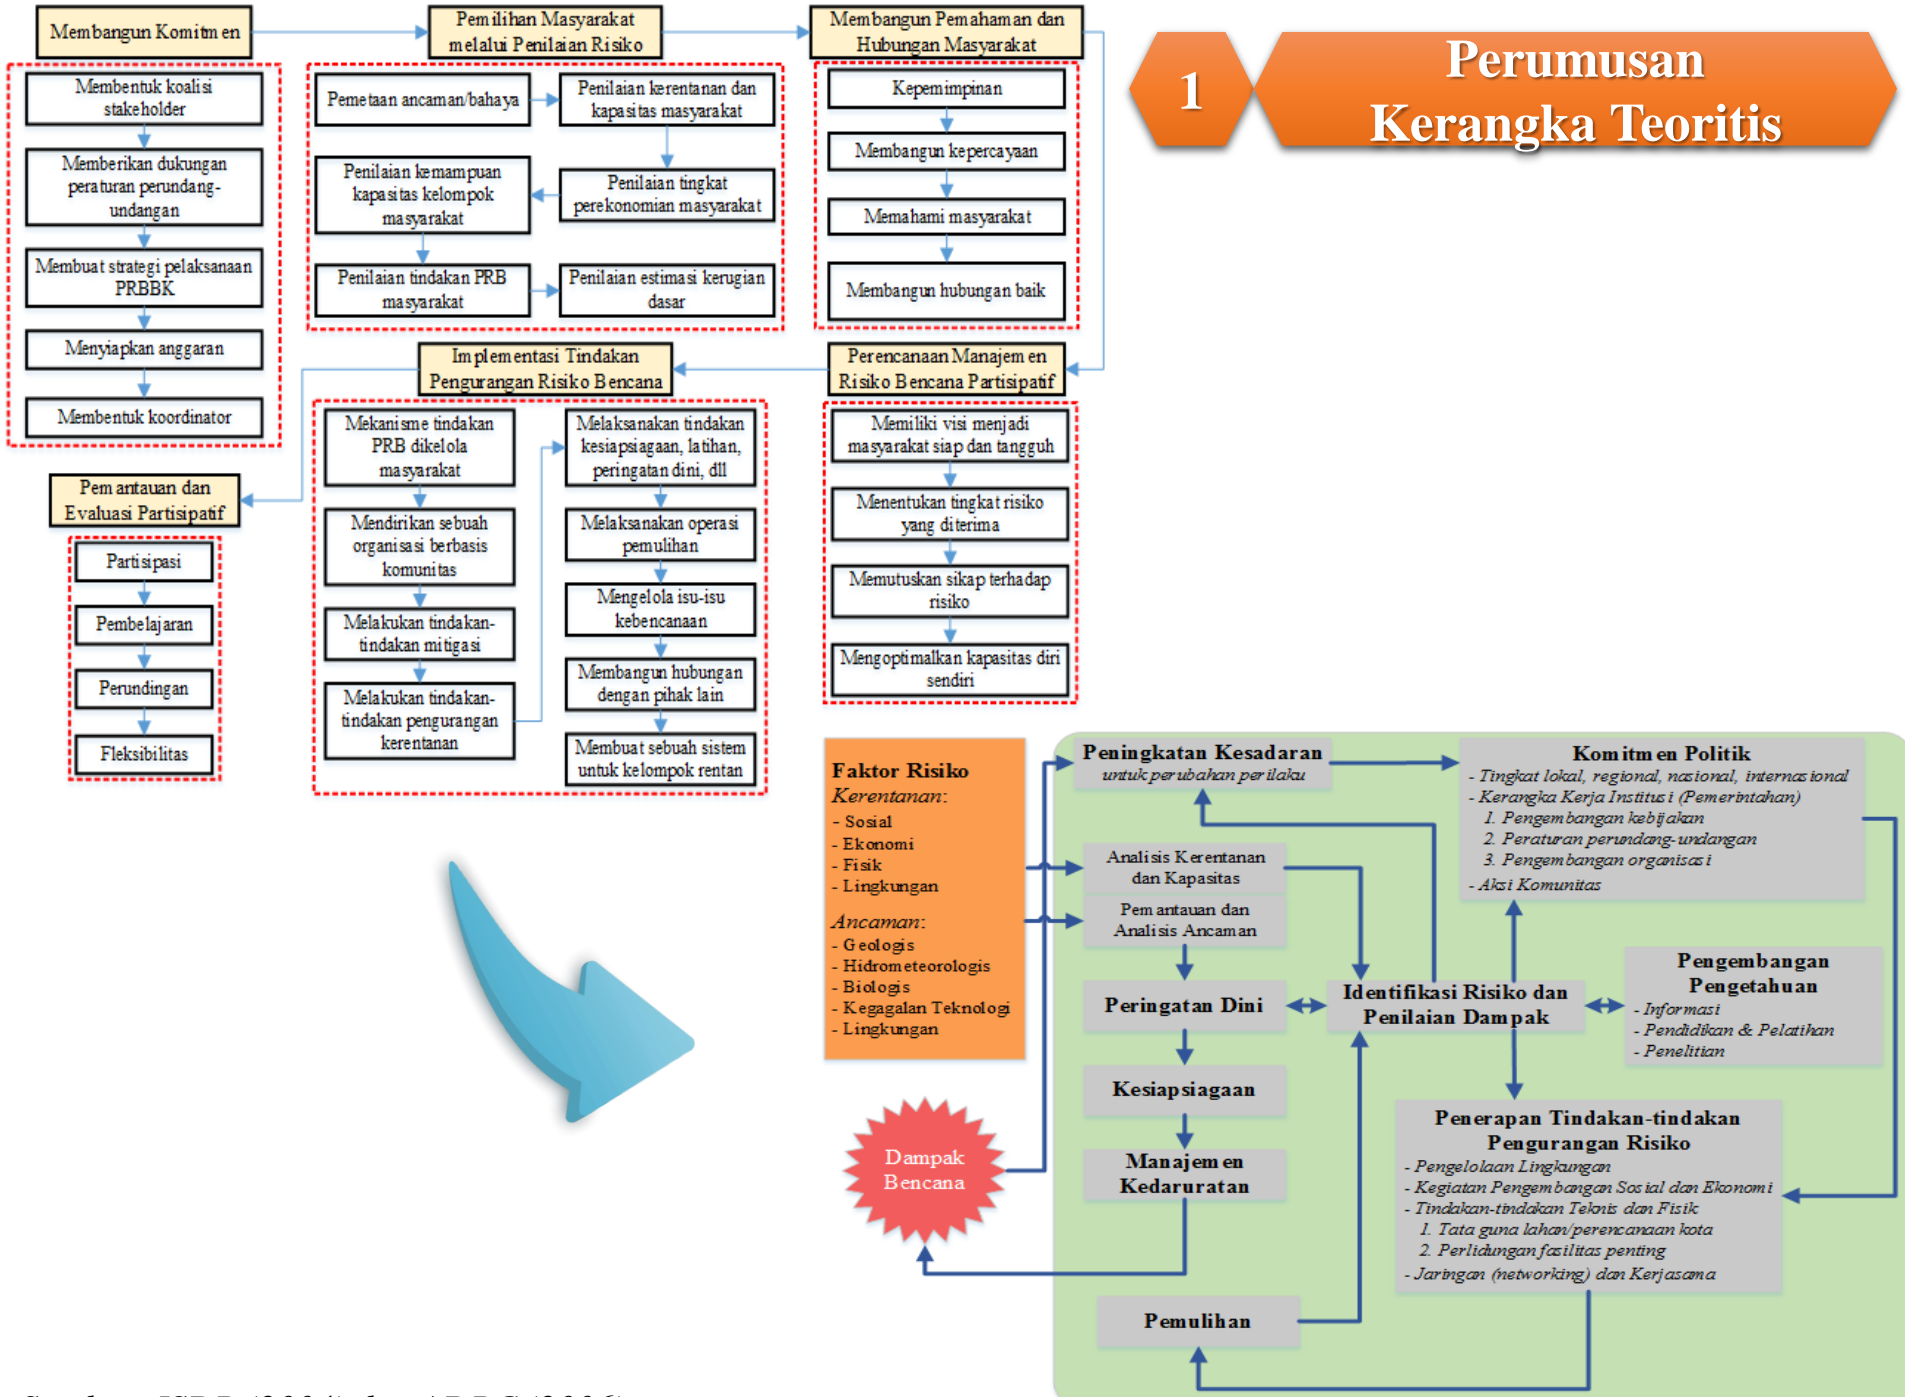 1
Perumusan
Kerangka Teoritis
Membangun Komitmen
Membentuk koalisi
stakeholder
Memberikan dukungan
peraturan perundang-
undangan
Membuat strategi pelaksanaan
PRBBK
Menyiapkan anggaran
Membentuk koordinator
Pemilihan Masyarakat
melalui Penilaian Risiko
Pemetaan ancaman/bahaya
Penilaian kerentanan dan
kapasitas masyarakat
Penilaian tingkat
perekonomian masyarakat
Penilaian kemampuan
kapasitas kelompok
masyarakat
Penilaian tindakan PRB
masyarakat
Penilaian estimasi kerugian
dasar
Membangun Pemahaman dan
Hubungan Masyarakat
Kepemimpinan
Membangun kepercayaan
Memahami masyarakat
Membangun hubungan baik
Perencanaan Manajemen
Risiko Bencana Partisipatif
Memiliki visi menjadi
masyarakat siap dan tangguh
Menentukan tingkat risiko
yang diterima
Memutuskan sikap terhadap
risiko
Mengoptimalkan kapasitas diri
sendiri
Implementasi Tindakan
Pengurangan Risiko Bencana
Mekanisme tindakan
PRB dikelola
masyarakat
Mendirikan sebuah
organisasi berbasis
komunitas
Melakukan tindakan-
tindakan mitigasi
Melakukan tindakan-
tindakan pengurangan
kerentanan
Melaksanakan tindakan
kesiapsiagaan, latihan,
peringatan dini, dll
Melaksanakan operasi
pemulihan
Mengelola isu-isu
kebencanaan
Membangun hubungan
dengan pihak lain
Membuat sebuah sistem
untuk kelompok rentan
Pemantauan dan
Evaluasi Partisipatif
Partisipasi
Pembelajaran
Perundingan
Fleksibilitas
Faktor Risiko
Kerentanan:
- Sosial
- Ekonomi
- Fisik
- Lingkungan
Ancaman:
- Geologis
- Hidrometeorologis
- Biologis
- Kegagalan Teknologi
- Lingkungan
Dampak
Bencana
Peningkatan Kesadaran
untuk perubahan perilaku
Analisis Kerentanan
dan Kapasitas
Pemantauan dan
Analisis Ancaman
Peringatan Dini
Kesiapsiagaan
Manajemen
Kedaruratan
Pemulihan
Identifikasi Risiko dan
Penilaian Dampak
Komitmen Politik
- Tingkat lokal, regional, nasional, internasional
- Kerangka Kerja Institusi (Pemerintahan)
1. Pengembangan kebijakan
2. Peraturan perundang-undangan
3. Pengembangan organisasi
- Aksi Komunitas
Pengembangan
Pengetahuan
- Informasi
- Pendidikan & Pelatihan
- Penelitian
Penerapan Tindakan-tindakan
Pengurangan Risiko
- Pengelolaan Lingkungan
- Kegiatan Pengembangan Sosial dan Ekonomi
- Tindakan-tindakan Teknis dan Fisik
1. Tata guna lahan/perencanaan kota
2. Perlidungan fasilitas penting
- Jaringan (networking) dan Kerjasama